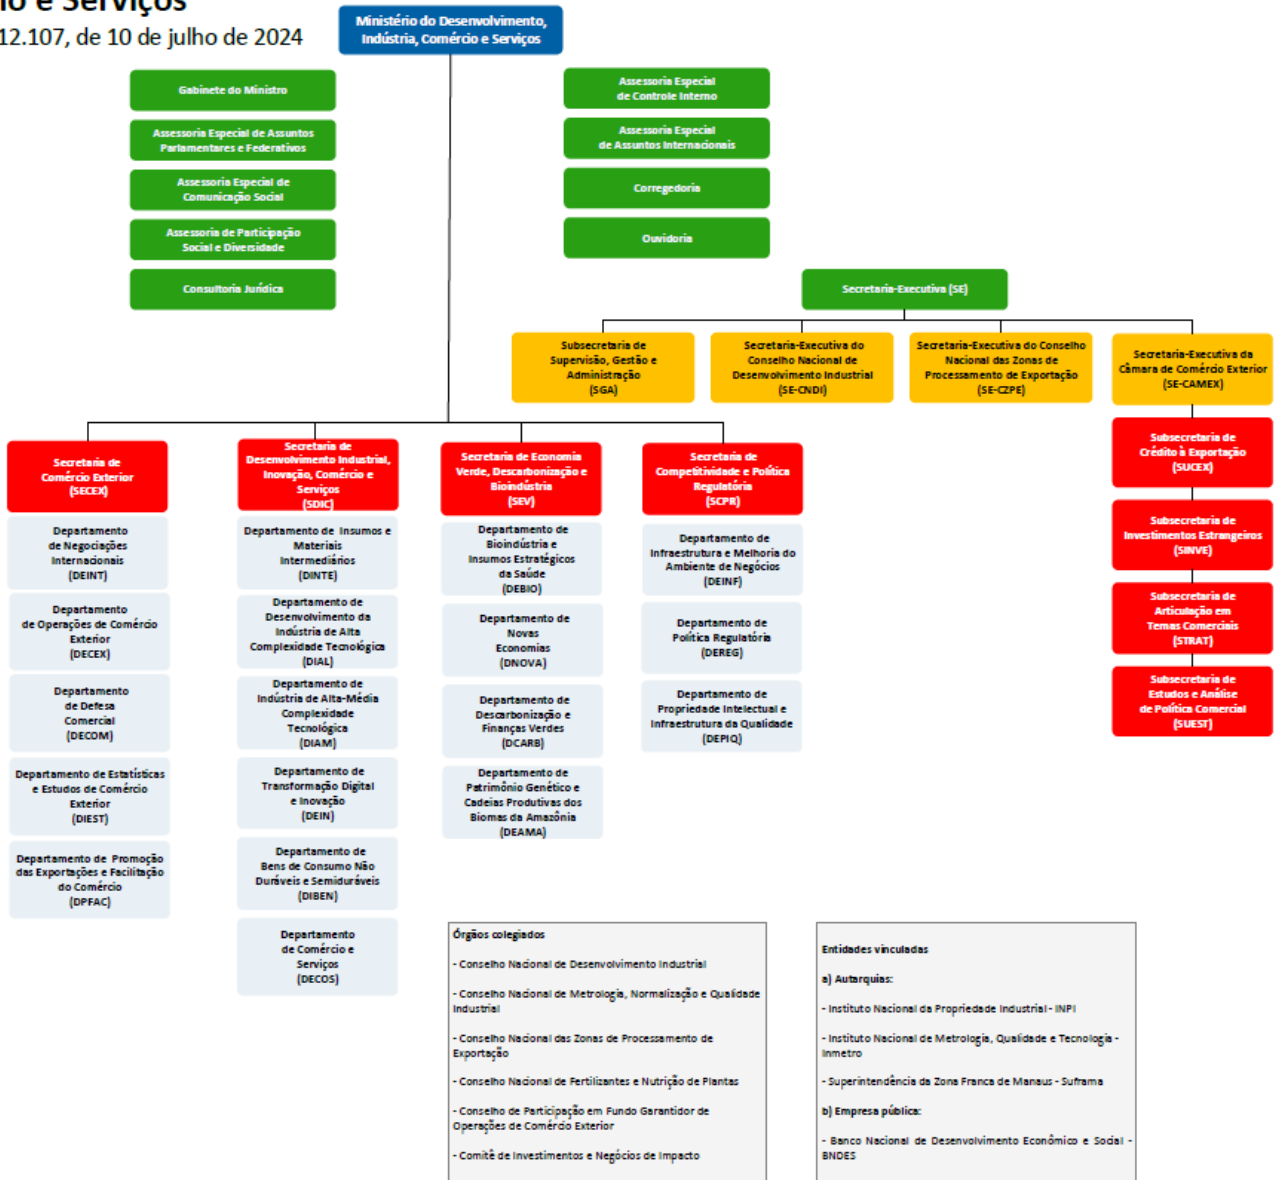 no e Serviços
12.107, de 10 de julho de 2024
Ministério do Desenvolvimento,
Indústria, Comércio e Serviços
Gabinete do Ministro
Assessoria Especial de Assuntos
Parlamentares e Federativos
Assessoria Especial de
Comunicação Social
Assessoria de Participação
Social e Diversidade
Consultoria Jurídica
Assessoria Especial
de Controle Interno
Assessoria Especial
de Assuntos Internacionais
Corregedoria
Ouvidoria
Secretaria-Executiva (SE)
Subsecretaria de
Supervisão, Gestão e
Administração
(SGA)
Secretaria-Executiva do
Conselho Nacional de
Desenvolvimento Industrial
(SE-CNDI)
Secretaria-Executiva do Conselho
Nacional das Zonas de
Processamento de Exportação
(SE-CZPE)
Secretaria-Executiva da
Câmara de Comércio Exterior
(SE-CAMEX)
Subsecretaria de
Crédito à Exportação
(SUCEX)
Subsecretaria de
Investimentos Estrangeiros
(SINVE)
Subsecretaria de
Articulação em
Temas Comerciais
(STRAT)
Subsecretaria de
Estudos e Análise
de Política Comercial
(SUEST)
Secretaria de
Comércio Exterior
(SECEX)
Departamento
de Negociações
Internacionais
(DEINT)
Departamento
de Operações de Comércio
Exterior
(DECEX)
Departamento
de Defesa
Comercial
(DECOM)
Departamento de Estatísticas
e Estudos de Comércio
Exterior
(DIEST)
Departamento de Promoção
das Exportações e Facilitação
do Comércio
(DPFAC)
Secretaria de
Desenvolvimento Industrial,
Inovação, Comércio e
Serviços
(SDIC)
Departamento de Insumos e
Materiais
Intermediários
(DINTE)
Departamento de
Desenvolvimento da
Indústria de Alta
Complexidade Tecnológica
(DIAL)
Departamento de
Indústria de Alta-Média
Complexidade
Tecnológica
(DIAM)
Departamento de
Transformação Digital
e Inovação
(DEIN)
Departamento de
Bens de Consumo Não
Duráveis e Semiduráveis
(DIBEN)
Departamento
de Comércio e
Serviços
(DECOS)
Secretaria de Economia
Verde, Descarbonização e
Bioindústria
(SEV)
Departamento de
Bioindústria e
Insumos Estratégicos
da Saúde
(DEBIO)
Departamento de
Novas
Economias
(DNOVA)
Departamento de
Descarbonização e
Finanças Verdes
(DCARB)
Departamento de
Patrimônio Genético e
Cadeias Produtivas dos
Biomas da Amazônia
(DEAMA)
Secretaria de
Competitividade e Política
Regulatória
(SCPR)
Departamento de
Infraestrutura e Melhoria do
Ambiente de Negócios
(DEINF)
Departamento de
Política Regulatória
(DEREG)
Departamento de
Propriedade Intelectual e
Infraestrutura da Qualidade
(DEPIQ)
Órgãos colegiados
- Conselho Nacional de Desenvolvimento Industrial
- Conselho Nacional de Metrologia, Normalização e Qualidade
Industrial
- Conselho Nacional das Zonas de Processamento de
Exportação
- Conselho Nacional de Fertilizantes e Nutrição de Plantas
- Conselho de Participação em Fundo Garantidor de
Operações de Comércio Exterior
- Comitê de Investimentos e Negócios de Impacto
Entidades vinculadas
a) Autarquias:
- Instituto Nacional da Propriedade Industrial - INPI
- Instituto Nacional de Metrologia, Qualidade e Tecnologia -
Inmetro
- Superintendência da Zona Franca de Manaus - Suframa
b) Empresa pública:
- Banco Nacional de Desenvolvimento Econômico e Social -
BNDES